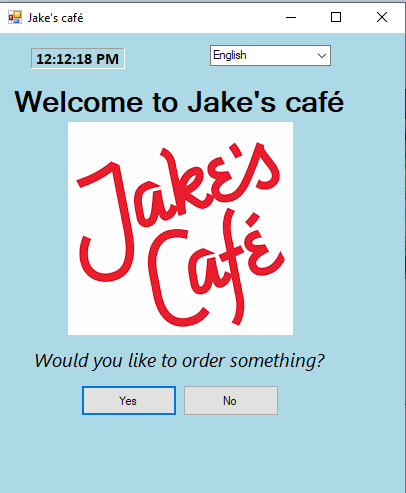 Jake's café
12:12:18 PM
English
Welcome to Jake's café
Jake's
Café
Would you like to order something?
Yes
No